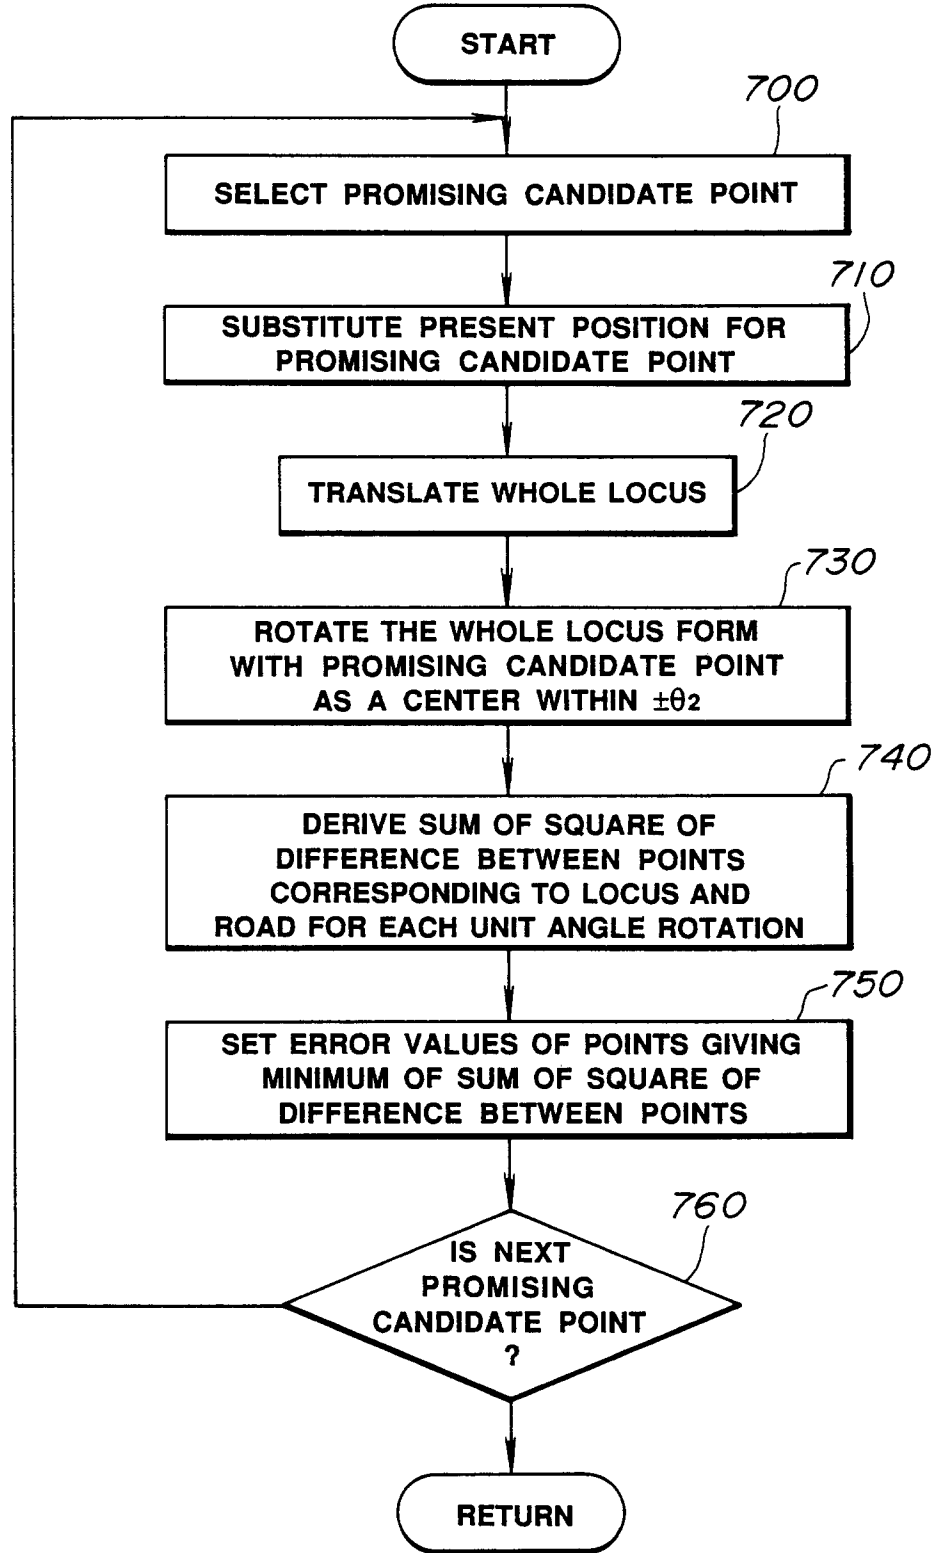 START
700
SELECT PROMISING CANDIDATE POINT
710
SUBSTITUTE PRESENT POSITION FOR
PROMISING CANDIDATE POINT
720
TRANSLATE WHOLE LOCUS
730
ROTATE THE WHOLE LOCUS FORM
WITH PROMISING CANDIDATE POINT
AS A CENTER WITHIN ±θ2
740
DERIVE SUM OF SQUARE OF
DIFFERENCE BETWEEN POINTS
CORRESPONDING TO LOCUS AND
ROAD FOR EACH UNIT ANGLE ROTATION
750
SET ERROR VALUES OF POINTS GIVING
MINIMUM OF SUM OF SQUARE OF
DIFFERENCE BETWEEN POINTS
760
IS NEXT
PROMISING
CANDIDATE POINT
?
RETURN